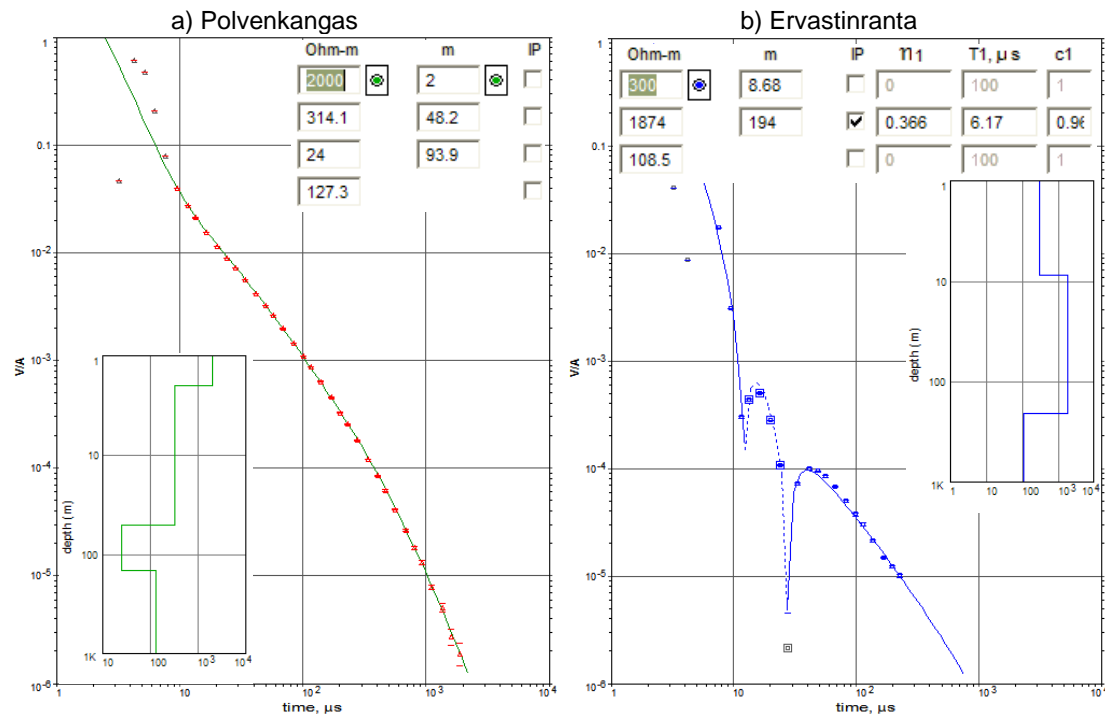 a) Polvenkangas
Ohm-m m IP
2000 2
314.1 48.2
24 93.9
127.3
1
0.1
10⁻²
10⁻³
10⁻⁴
10⁻⁵
10⁻⁶
V/A
1 10 10² 10³ 10⁴
time, µs
depth (m)
1
10
100
1K
10 100 10³ 10⁴
b) Ervastinranta
Ohm-m m IP η1 T1, µ s c1
300 8.68 0 100 1
1874 194 0.366 6.17 0.96
108.5 0 100 1
1
0.1
10⁻²
10⁻³
10⁻⁴
10⁻⁵
10⁻⁶
V/A
1 10 10² 10³ 10⁴
time, µs
depth (m)
1
10
100
1K
1 10 100 10³ 10⁴